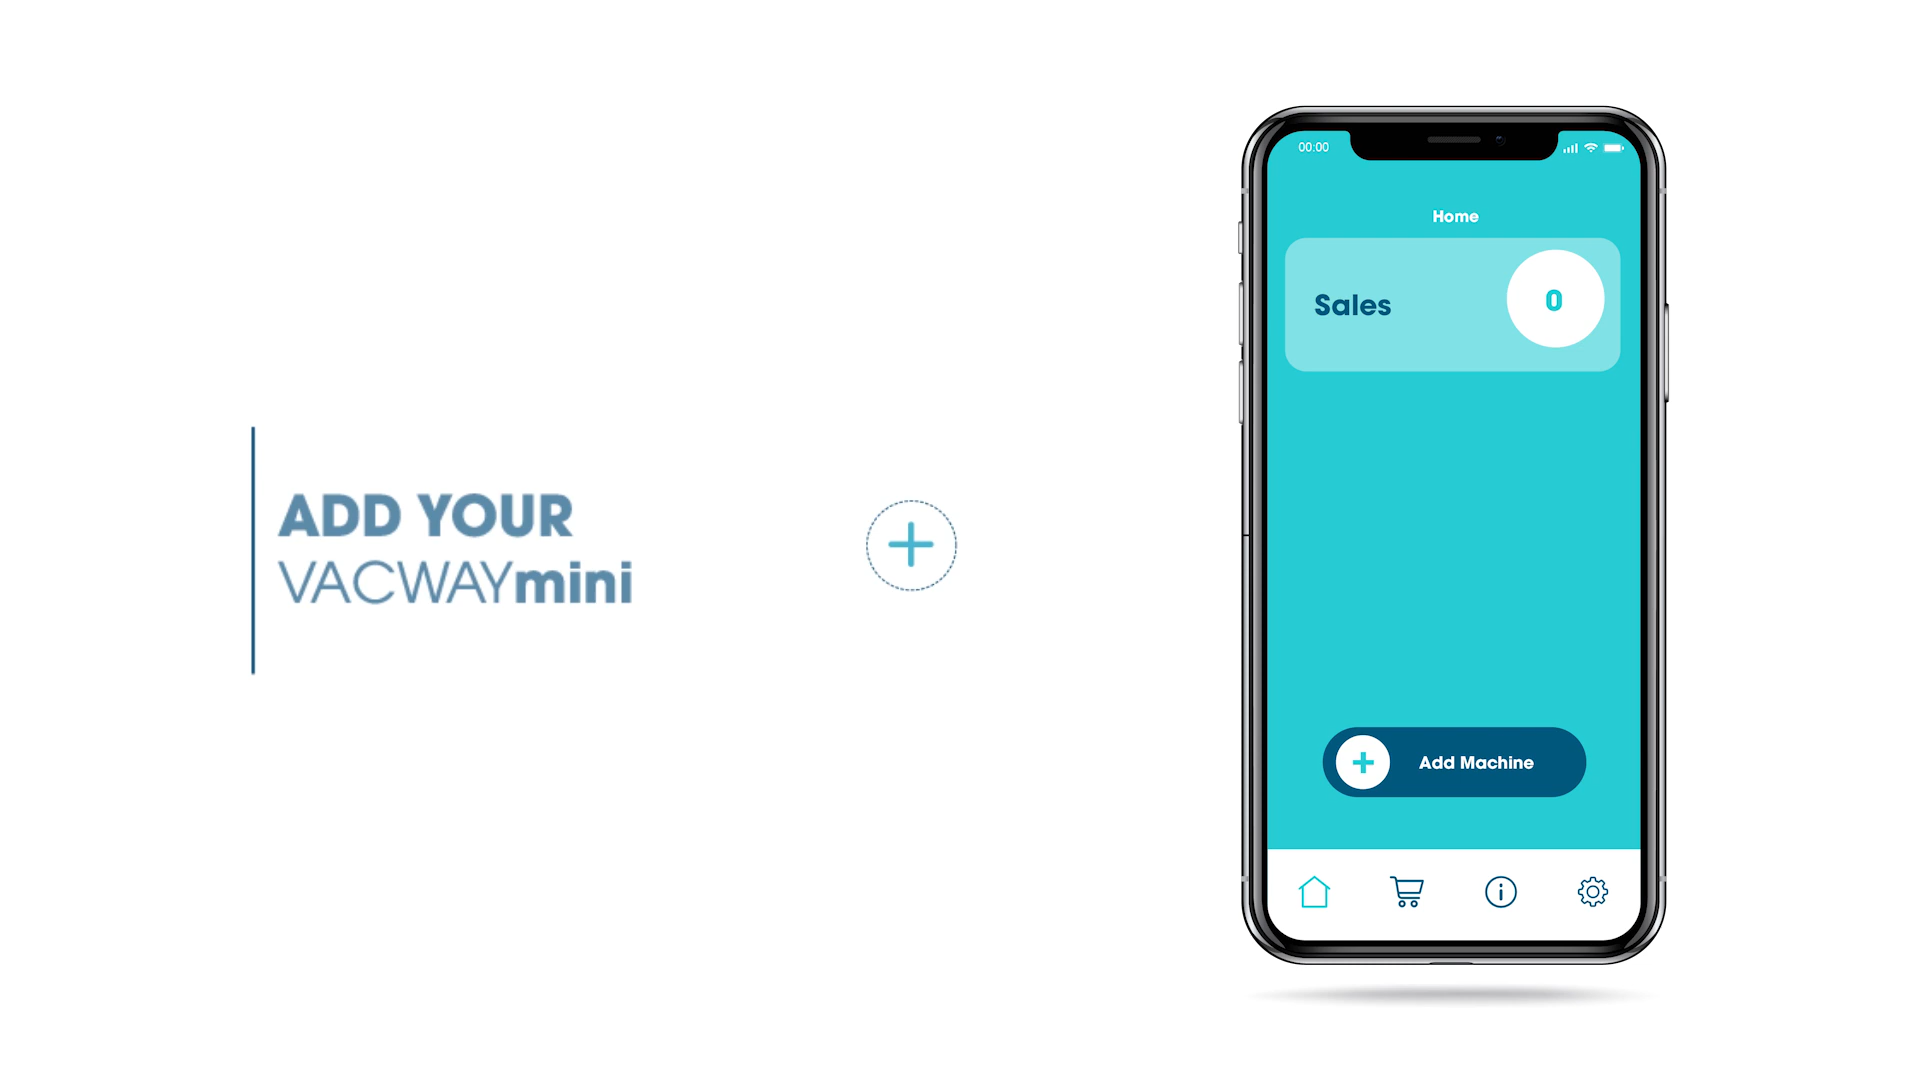 ADD YOUR
VACWAYmini
00:00
Home
Sales
0
Add Machine